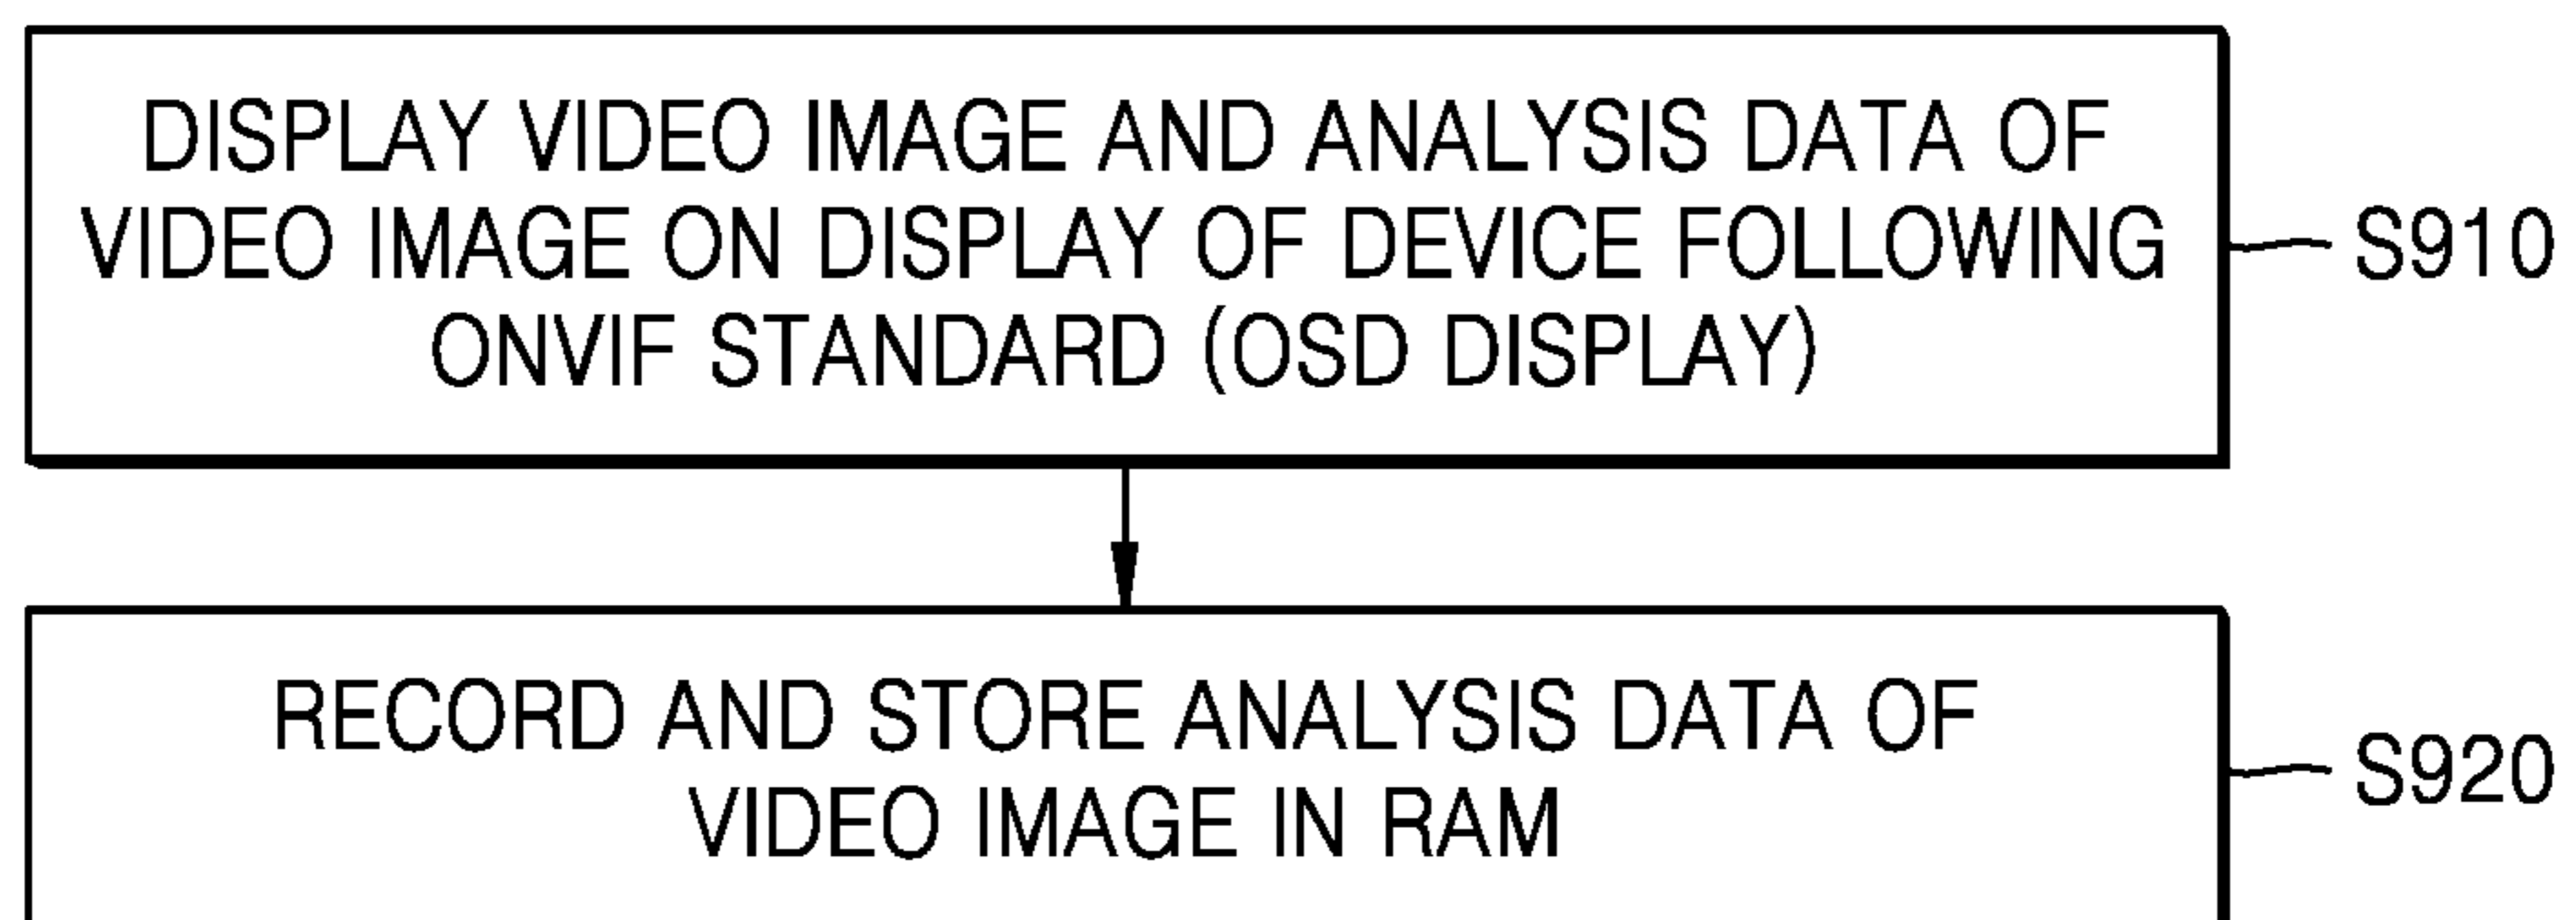 DISPLAY VIDEO IMAGE AND ANALYSIS DATA OF
VIDEO IMAGE ON DISPLAY OF DEVICE FOLLOWING
ONVIF STANDARD (OSD DISPLAY)
S910
RECORD AND STORE ANALYSIS DATA OF
VIDEO IMAGE IN RAM
S920